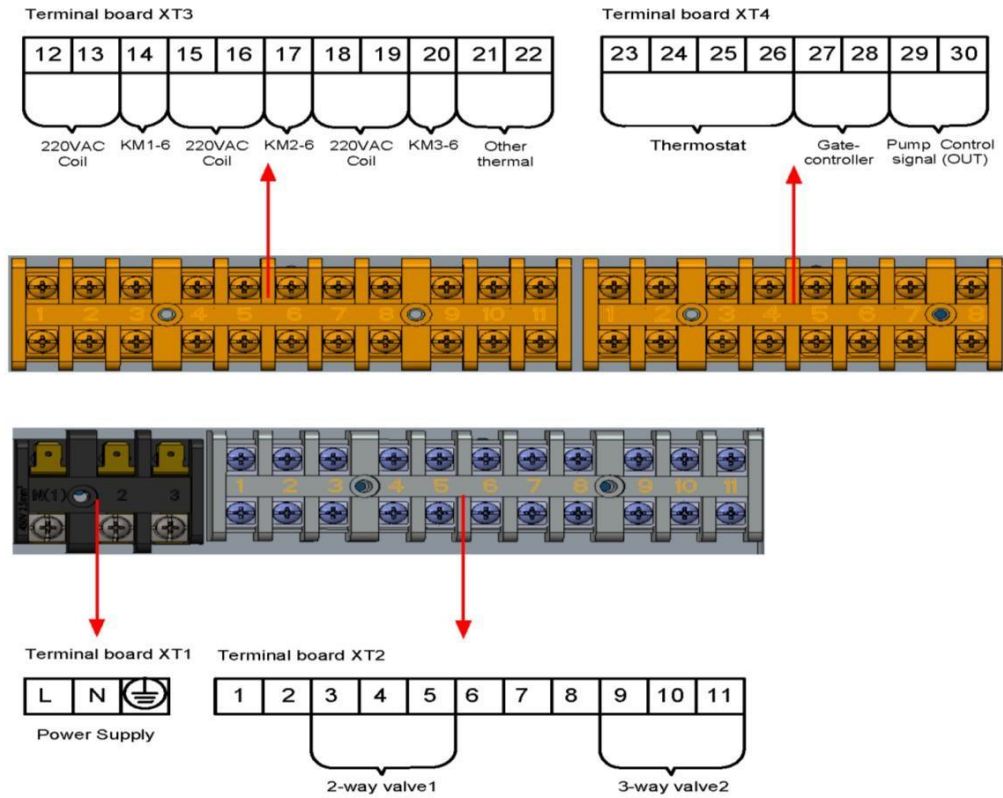 Terminal board XT3
12 13 14 15 16 17 18 19 20 21 22
220VAC Coil KM1-6 220VAC Coil KM2-6 220VAC Coil KM3-6 Other thermal
Terminal board XT4
23 24 25 26 27 28 29 30
Thermostat Gate-controller Pump signal Control (OUT)
1 2 3 4 5 6 7 8 9 10 11
1 2 3 4 5 6 7 8
N(1) 2 3
1 2 3 4 5 6 7 8 9 10 11
Terminal board XT1
L N
Power Supply
Terminal board XT2
1 2 3 4 5 6 7 8 9 10 11
2-way valve1 3-way valve2